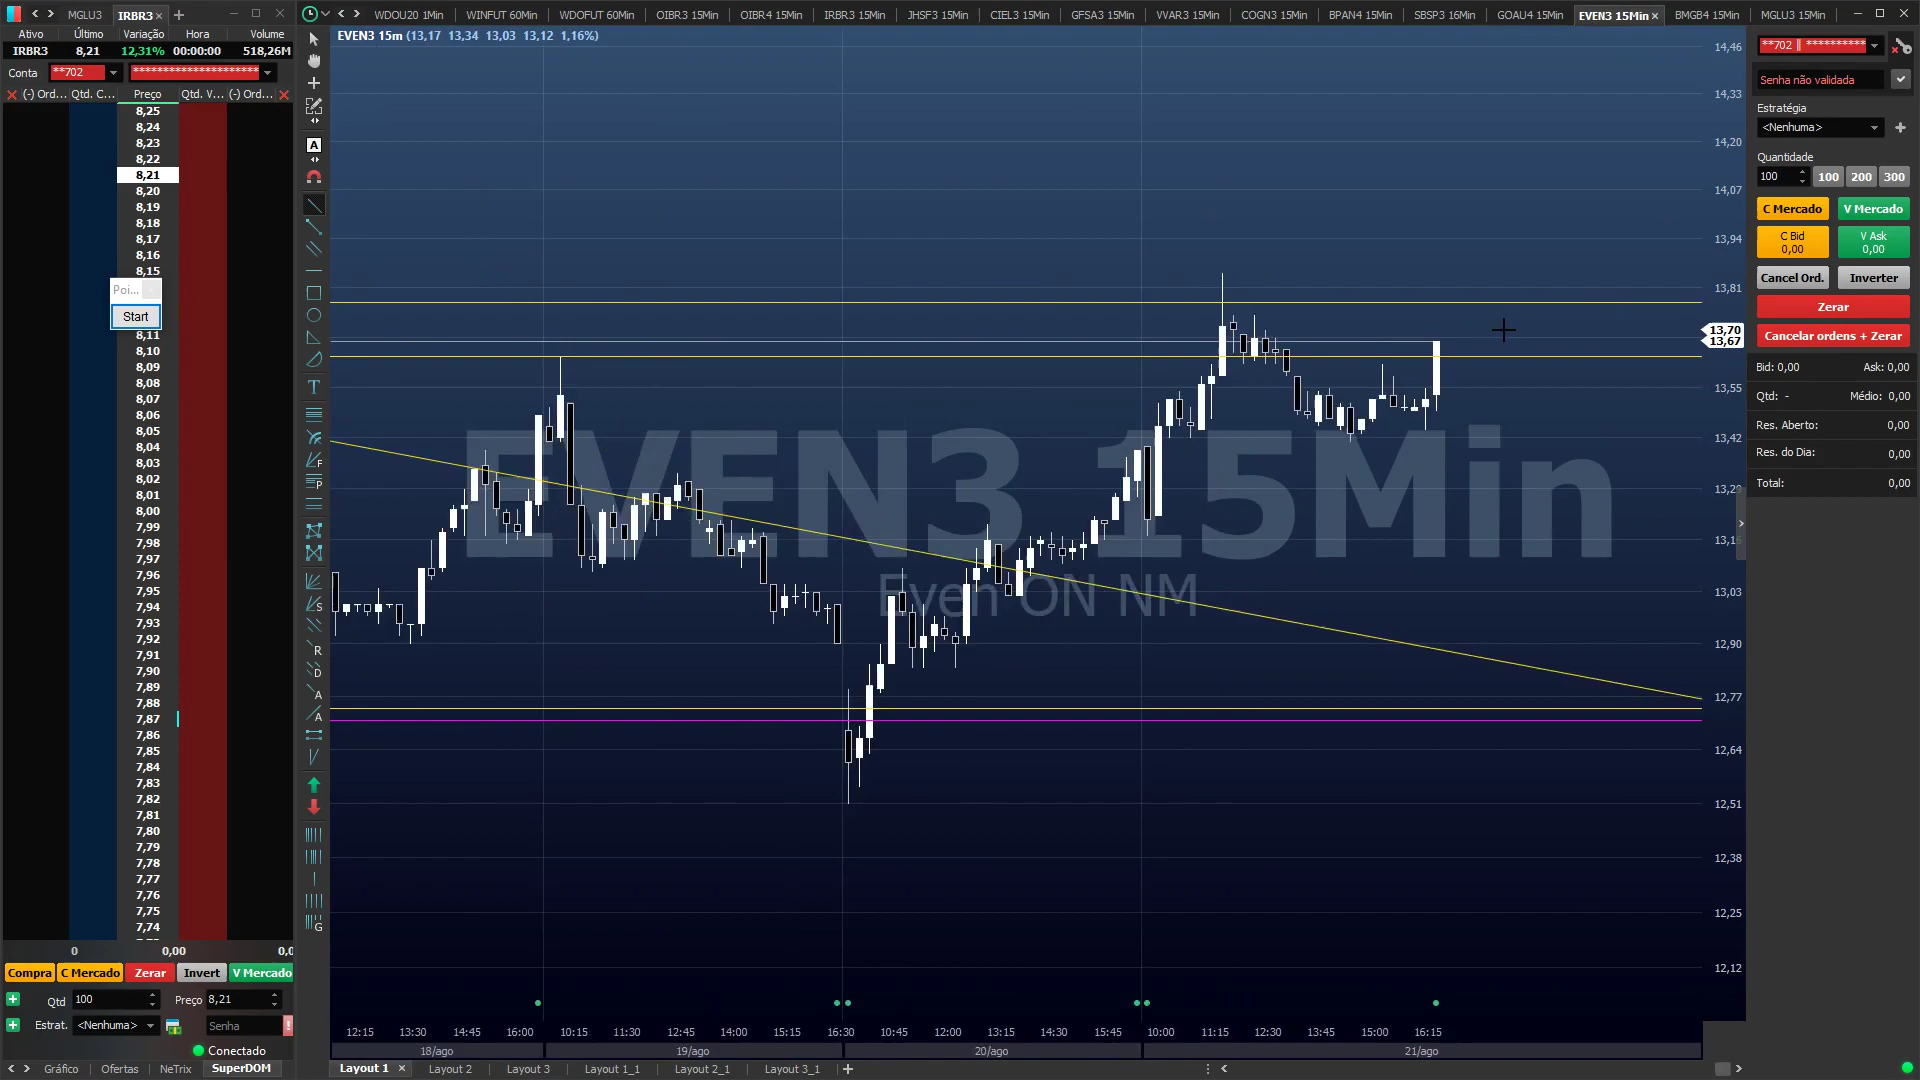 MGLU3
IRBR3
WDOU20 1Min
WINFUT 60Min
WDOFUT 60Min
OIBR3 15Min
OIBR4 15Min
IRBR3 15Min
JHSF3 15Min
CIEL3 15Min
GFSA3 15Min
VVAR3 15Min
COGN3 15Min
BPAN4 15Min
SBSP3 16Min
GOAU4 15Min
EVEN3 15Min
BMGB4 15Min
MGLU3 15Min
Ativo Último Variação Hora Volume
IRBR3 8,21 12,31% 00:00:00 518,26M
Conta **702 **********************
(-) Ord... Qtd. C... Preço Qtd. V... (-) Ord...
8,25
8,24
8,23
8,22
8,21
8,20
8,19
8,18
8,17
8,16
8,15
Poi...
Start
8,11
8,10
8,09
8,08
8,07
8,06
8,05
8,04
8,03
8,02
8,01
8,00
7,99
7,98
7,97
7,96
7,95
7,94
7,93
7,92
7,91
7,90
7,89
7,88
7,87
7,86
7,85
7,84
7,83
7,82
7,81
7,80
7,79
7,78
7,77
7,76
7,75
7,74
0 0,00 0,0
Compra C Mercado Zerar Invert V Mercado
Qtd 100 Preço 8,21
Estrat. <Nenhuma> Senha !
Conectado
Gráfico Ofertas NeTrix SuperDOM
EVEN3 15m (13,17 13,34 13,03 13,12 1,16%)
EVEN3 15Min
Even ON NM
14,46
14,33
14,20
14,07
13,94
13,81
13,70
13,67
13,55
13,42
13,29
13,16
13,03
12,90
12,77
12,64
12,51
12,38
12,25
12,12
12:15 13:30 14:45 16:00 10:15 11:30 12:45 14:00 15:15 16:30 10:45 12:00 13:15 14:30 15:45 10:00 11:15 12:30 13:45 15:00 16:15
18/ago 19/ago 20/ago 21/ago
Layout 1 Layout 2 Layout 3 Layout 1_1 Layout 2_1 Layout 3_1
**702 || **********
Senha não validada
Estratégia
<Nenhuma>
Quantidade
100 100 200 300
C Mercado V Mercado
C Bid V Ask
0,00 0,00
Cancel Ord. Inverter
Zerar
Cancelar ordens + Zerar
Bid: 0,00 Ask: 0,00
Qtd: - Médio: 0,00
Res. Aberto: 0,00
Res. do Dia: 0,00
Total: 0,00
A
T
F
P
S
R
D
A
A
G